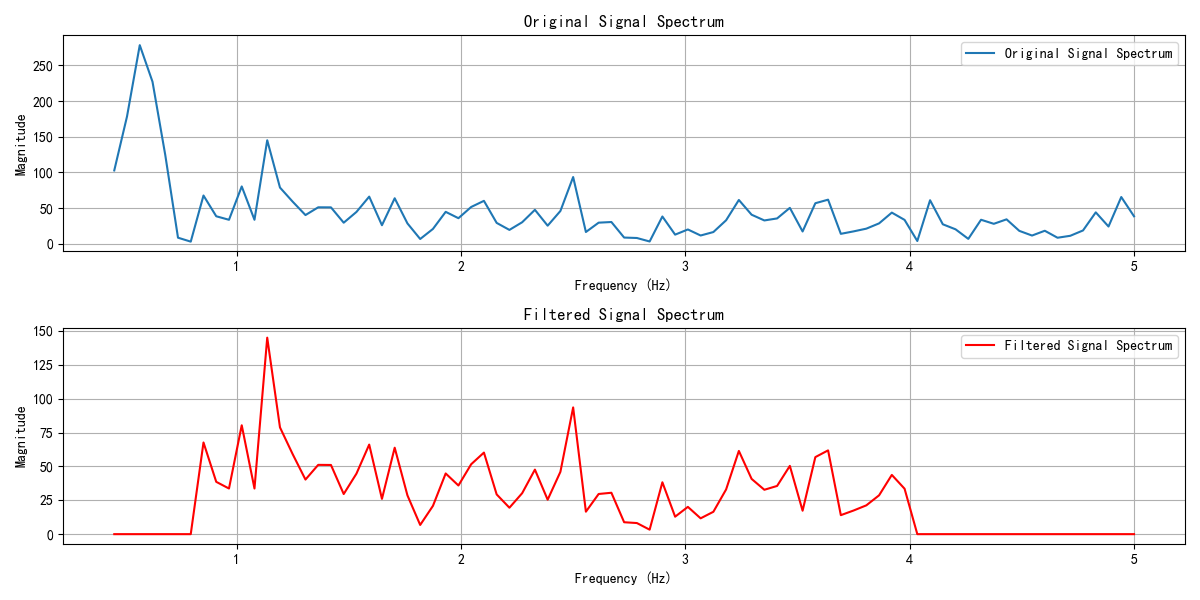 Original Signal Spectrum
Original Signal Spectrum
Magnitude
250
200
150
100
50
0
1
2
3
4
5
Frequency (Hz)
Filtered Signal Spectrum
Filtered Signal Spectrum
Magnitude
150
125
100
75
50
25
0
1
2
3
4
5
Frequency (Hz)